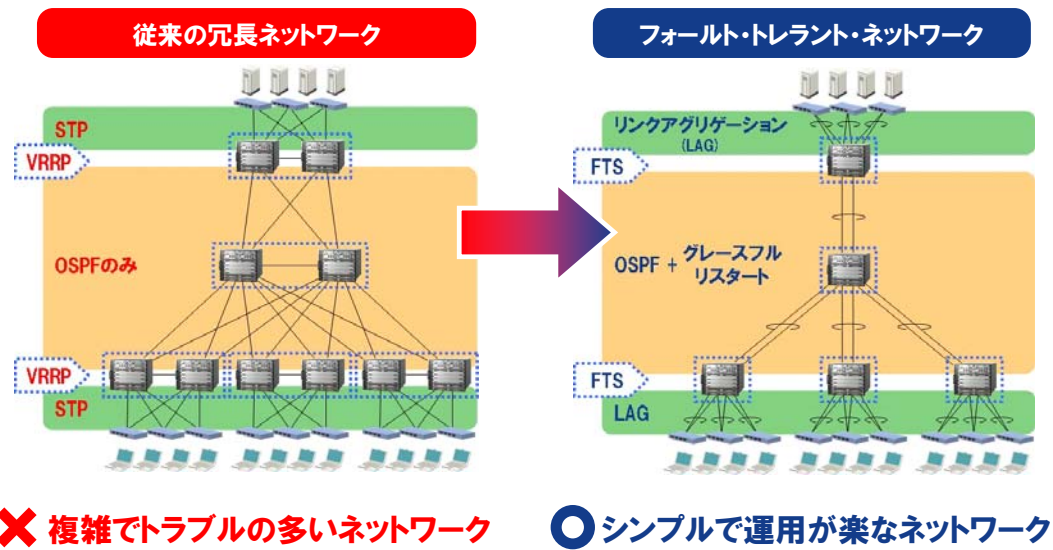 従来の冗長ネットワーク
STP
VRRP
OSPFのみ
VRRP
STP
❌ 複雑でトラブルの多いネットワーク
フォールト・トレラント・ネットワーク
リンクアグリゲーション
(LAG)
FTS
OSPF + グレースフル
リスタート
FTS
LAG
⭕ シンプルで運用が楽なネットワーク